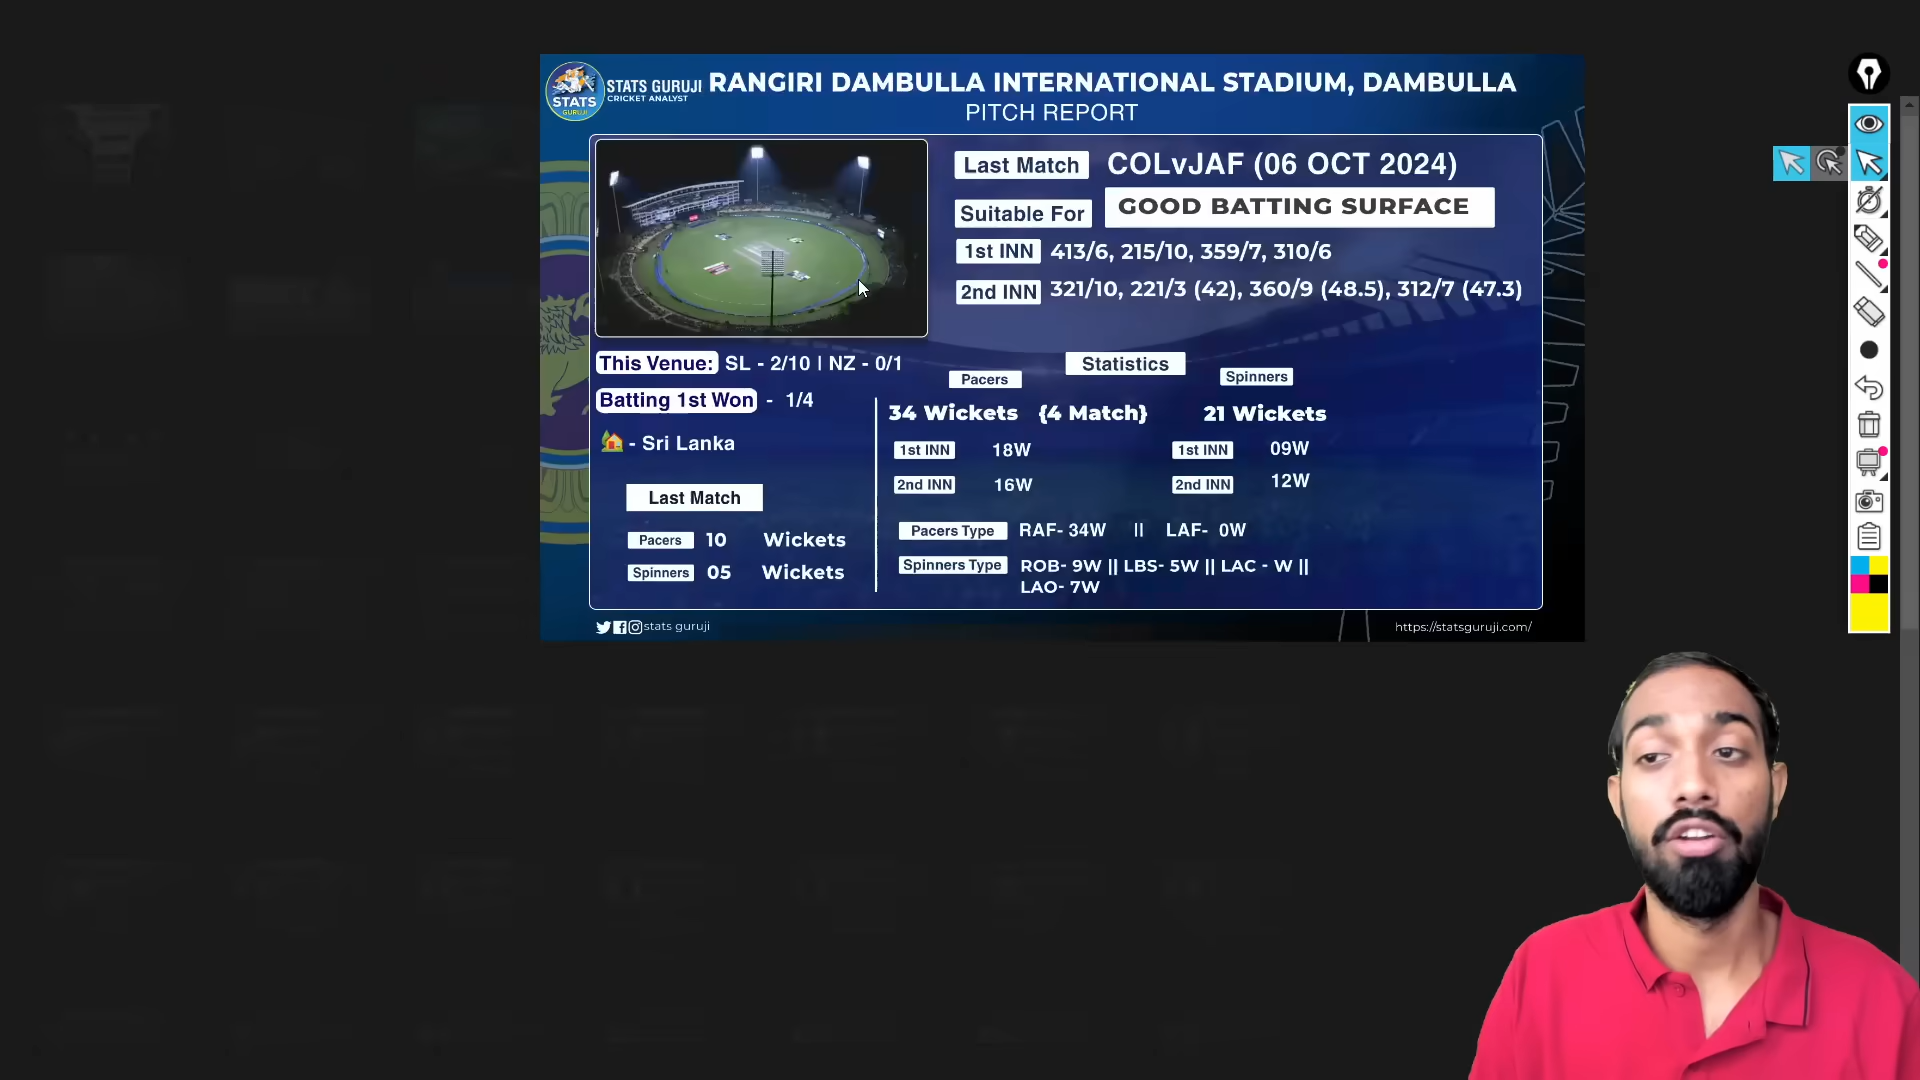 STATS GURUJI
CRICKET ANALYST
STATS
GURUJI
RANGIRI DAMBULLA INTERNATIONAL STADIUM, DAMBULLA
PITCH REPORT
Last Match COLvJAF (06 OCT 2024)
Suitable For GOOD BATTING SURFACE
1st INN 413/6, 215/10, 359/7, 310/6
2nd INN 321/10, 221/3 (42), 360/9 (48.5), 312/7 (47.3)
This Venue: SL - 2/10 | NZ - 0/1
Batting 1st Won - 1/4
- Sri Lanka
Last Match
Pacers 10 Wickets
Spinners 05 Wickets
Statistics
Pacers Spinners
34 Wickets {4 Match} 21 Wickets
1st INN 18W 1st INN 09W
2nd INN 16W 2nd INN 12W
Pacers Type RAF- 34W || LAF- 0W
Spinners Type ROB- 9W || LBS- 5W || LAC - W ||
LAO- 7W
stats guruji
https://statsguruji.com/